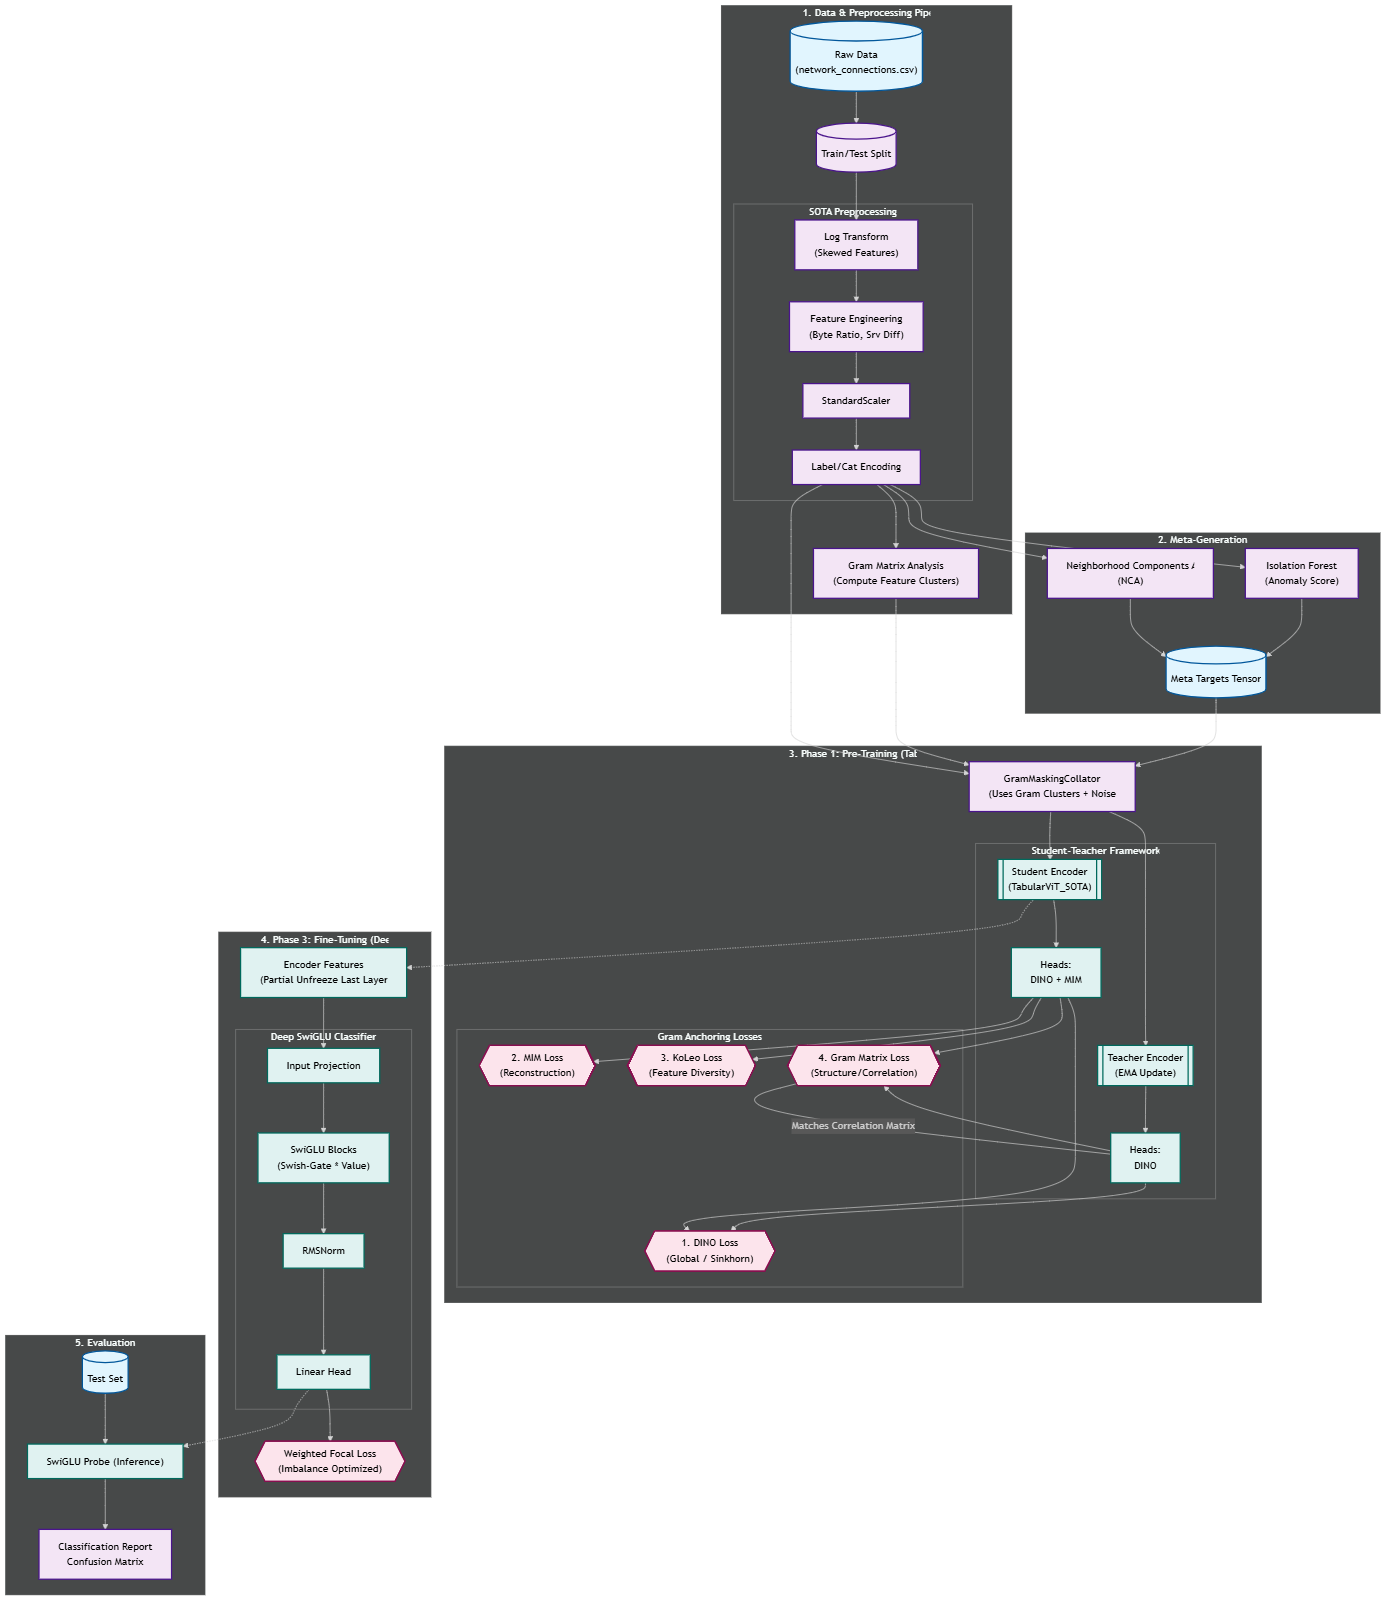 1. Data & Preprocessing Pip
Raw Data
(network_connections.csv)
Train/Test Split
SOTA Preprocessing
Log Transform
(Skewed Features)
Feature Engineering
(Byte Ratio, Srv Diff)
StandardScaler
Label/Cat Encoding
Gram Matrix Analysis
(Compute Feature Clusters)
2. Meta-Generation
Neighborhood Components
(NCA)
Isolation Forest
(Anomaly Score)
Meta Targets Tensor
3. Phase 1: Pre-Training (Tal
GramMaskingCollator
(Uses Gram Clusters + Noise
Student-Teacher Framework
Student Encoder
(TabularViT_SOTA)
Heads:
DINO + MIM
Teacher Encoder
(EMA Update)
Heads:
DINO
Gram Anchoring Losses
2. MIM Loss
(Reconstruction)
3. KoLeo Loss
(Feature Diversity)
4. Gram Matrix Loss
(Structure/Correlation)
Matches Correlation Matrix
1. DINO Loss
(Global / Sinkhorn)
4. Phase 3: Fine-Tuning (Dee
Encoder Features
(Partial Unfreeze Last Layer
Deep SwiGLU Classifier
Input Projection
SwiGLU Blocks
(Swish-Gate * Value)
RMSNorm
Linear Head
Weighted Focal Loss
(Imbalance Optimized)
5. Evaluation
Test Set
SwiGLU Probe (Inference)
Classification Report
Confusion Matrix